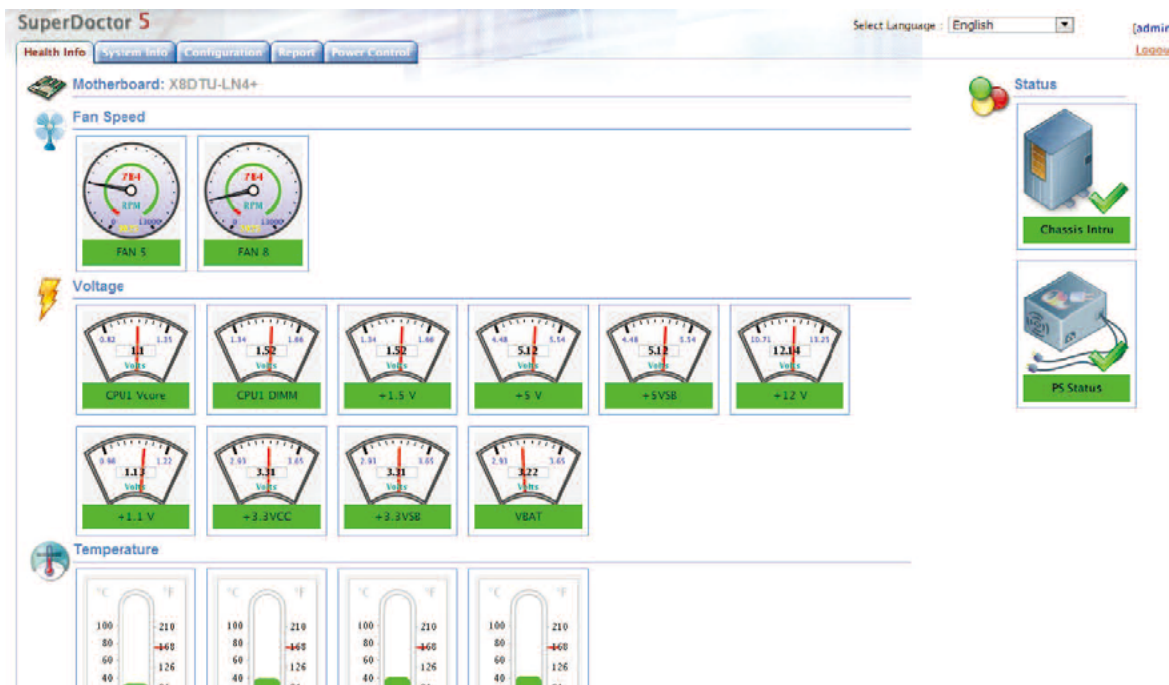 SuperDoctor 5
Select Language : English
[admin
Logou
Health Info System Info Configuration Report Power Control
Motherboard: X8DTU-LN4+
Status
Fan Speed
784 784
RPM RPM
0 13000 0 13000
FAN 5 FAN 8
Chassis Intru
Voltage
0.82 1.35 1.34 1.66 1.34 1.66 4.48 5.54 4.48 5.54 10.71 13.25
1.1 1.52 1.52 5.12 5.12 12.14
Volts Volts Volts Volts Volts Volts
CPU1 Vcore CPU1 DIMM +1.5 V +5 V +5VSB +12 V
PS Status
0.98 1.22 2.93 3.65 2.93 3.65 2.93 3.65
1.13 3.31 3.31 3.22
Volts Volts Volts Volts
+1.1 V +3.3VCC +3.3VSB VBAT
Temperature
°C °F °C °F °C °F °C °F
100 210 100 210 100 210 100 210
80 168 80 168 80 168 80 168
60 126 60 126 60 126 60 126
40 40 40 40